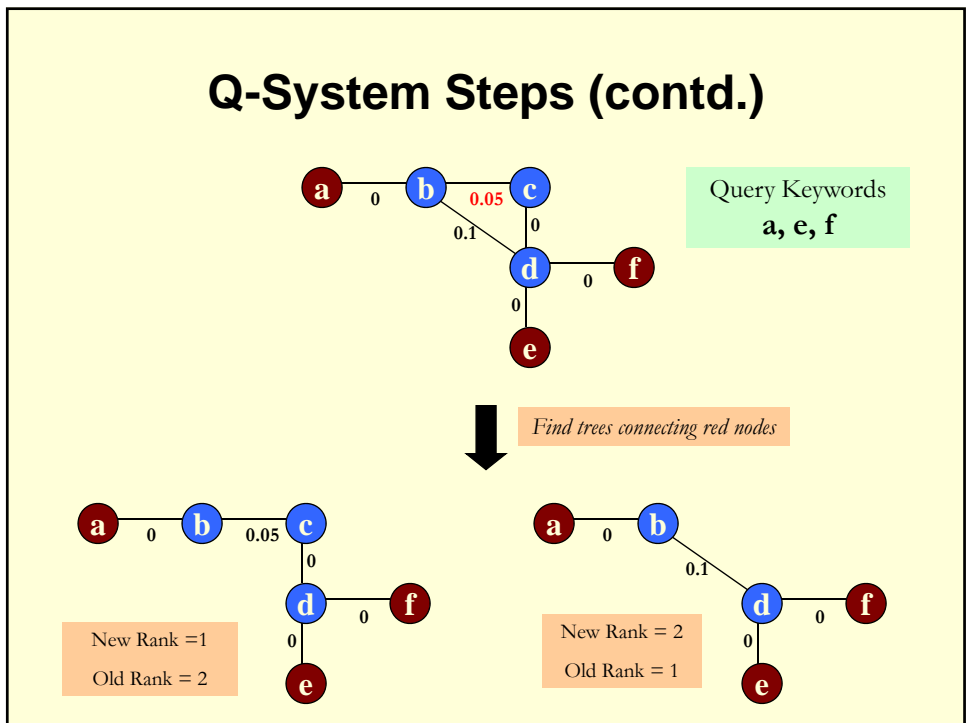 Q-System Steps (contd.)
a b c
0 0.05
0.1 0
d f
0 0
e
Query Keywords
a, e, f
Find trees connecting red nodes
a b c
0 0.05
0
d f
0 0
e
New Rank =1
Old Rank = 2
a b
0
0.1
d f
0 0
e
New Rank = 2
Old Rank = 1